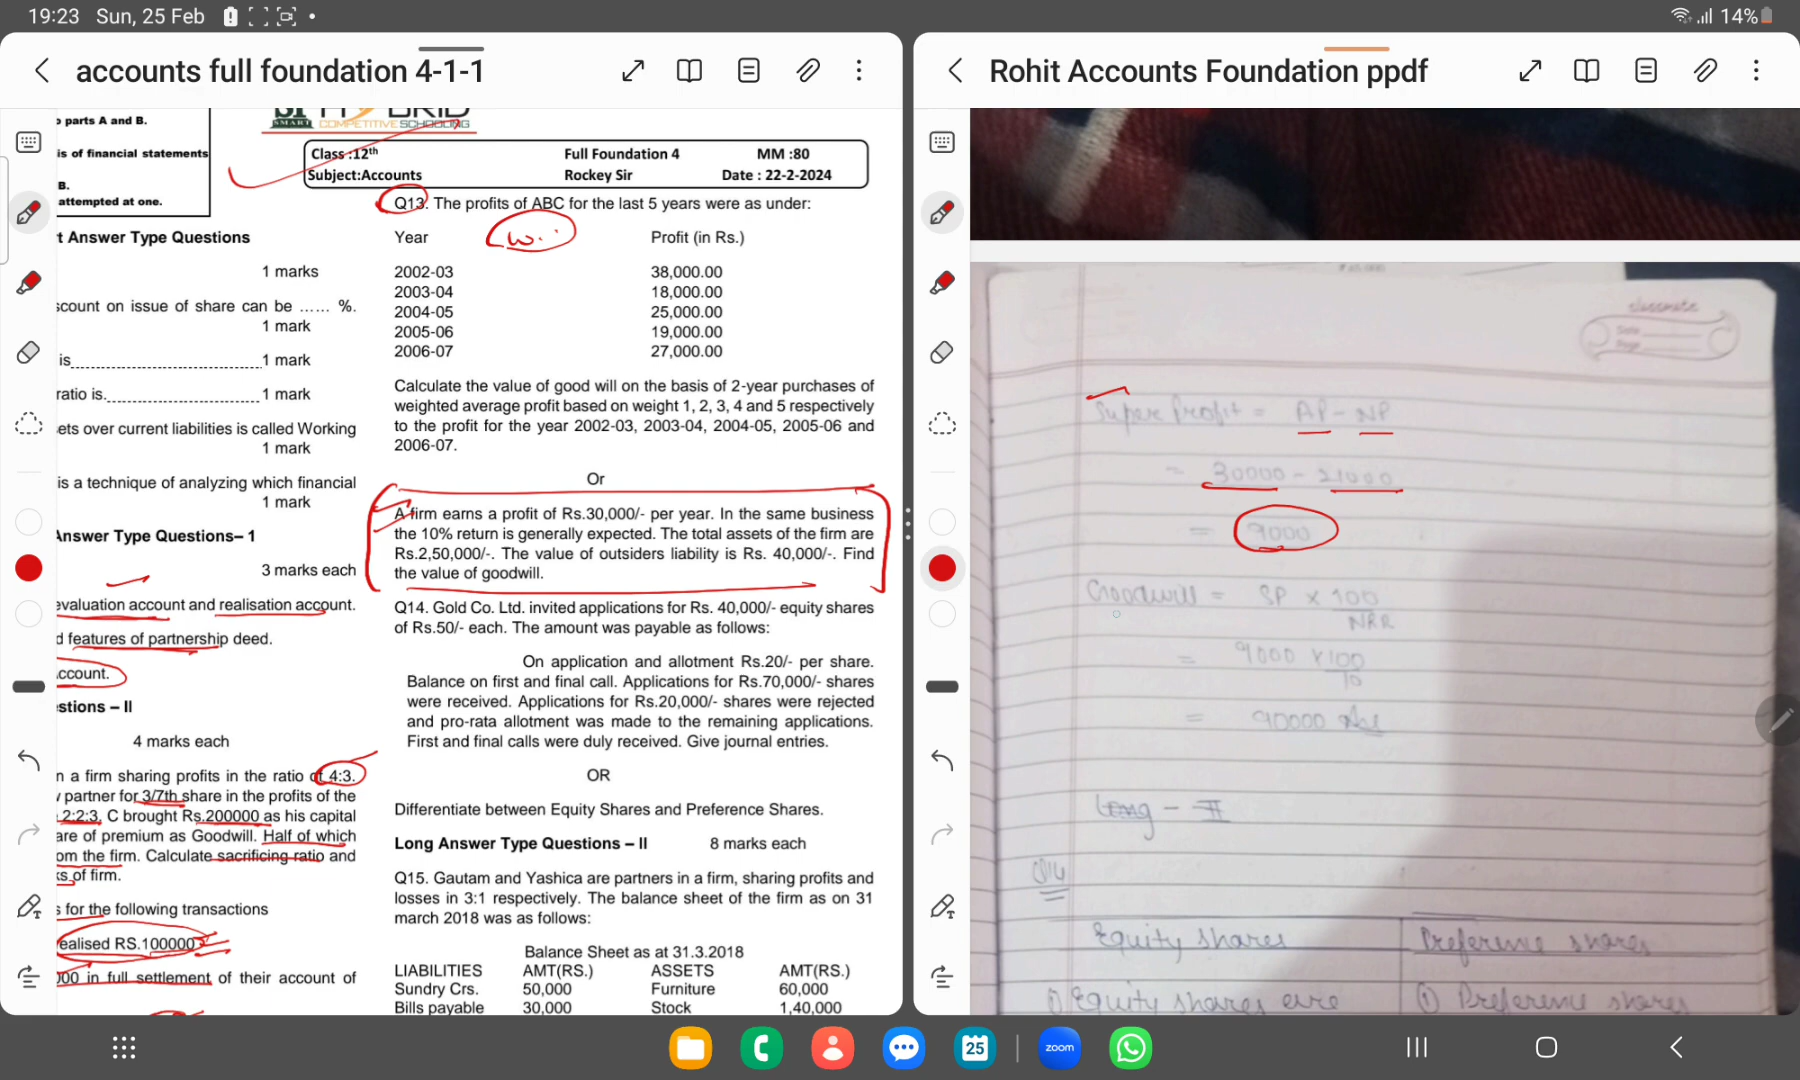 19:23 Sun, 25 Feb
14%
accounts full foundation 4-1-1
o parts A and B.
is of financial statements
B.
attempted at one.
t Answer Type Questions
1 marks
scount on issue of share can be ...... %.
1 mark
is
1 mark
ratio is.
1 mark
ets over current liabilities is called Working
1 mark
is a technique of analyzing which financial
1 mark
Answer Type Questions– 1
3 marks each
evaluation account and realisation account.
d features of partnership deed.
ccount.
estions – II
4 marks each
n a firm sharing profits in the ratio of 4:3.
partner for 3/7th share in the profits of the
2:2:3. C brought Rs.200000 as his capital
are of premium as Goodwill. Half of which
om the firm. Calculate sacrificing ratio and
ks of firm.
s for the following transactions
ealised RS.100000
000 in full settlement of their account of
SMART
COMPETITIVE SCHOOLING
Class :12th Full Foundation 4 MM :80
Subject:Accounts Rockey Sir Date : 22-2-2024
Q13. The profits of ABC for the last 5 years were as under:
Year Profit (in Rs.)
2002-03 38,000.00
2003-04 18,000.00
2004-05 25,000.00
2005-06 19,000.00
2006-07 27,000.00
Calculate the value of good will on the basis of 2-year purchases of
weighted average profit based on weight 1, 2, 3, 4 and 5 respectively
to the profit for the year 2002-03, 2003-04, 2004-05, 2005-06 and
2006-07.
Or
A firm earns a profit of Rs.30,000/- per year. In the same business
the 10% return is generally expected. The total assets of the firm are
Rs.2,50,000/-. The value of outsiders liability is Rs. 40,000/-. Find
the value of goodwill.
Q14. Gold Co. Ltd. invited applications for Rs. 40,000/- equity shares
of Rs.50/- each. The amount was payable as follows:
On application and allotment Rs.20/- per share.
Balance on first and final call. Applications for Rs.70,000/- shares
were received. Applications for Rs.20,000/- shares were rejected
and pro-rata allotment was made to the remaining applications.
First and final calls were duly received. Give journal entries.
OR
Differentiate between Equity Shares and Preference Shares.
Long Answer Type Questions – II 8 marks each
Q15. Gautam and Yashica are partners in a firm, sharing profits and
losses in 3:1 respectively. The balance sheet of the firm as on 31
march 2018 was as follows:
Balance Sheet as at 31.3.2018
LIABILITIES AMT(RS.) ASSETS AMT(RS.)
Sundry Crs. 50,000 Furniture 60,000
Bills payable 30,000 Stock 1,40,000
Rohit Accounts Foundation ppdf
classmate
Date
Page
Super Profit = AP - NP
= 30000 - 21000
= 9000
Goodwill = SP × 100
NRR
= 9000 × 100
10
= 90000 Ans
Long - II
Q14
Equity shares Preference shares
① Equity shares are ① Preference shares
25
zoom